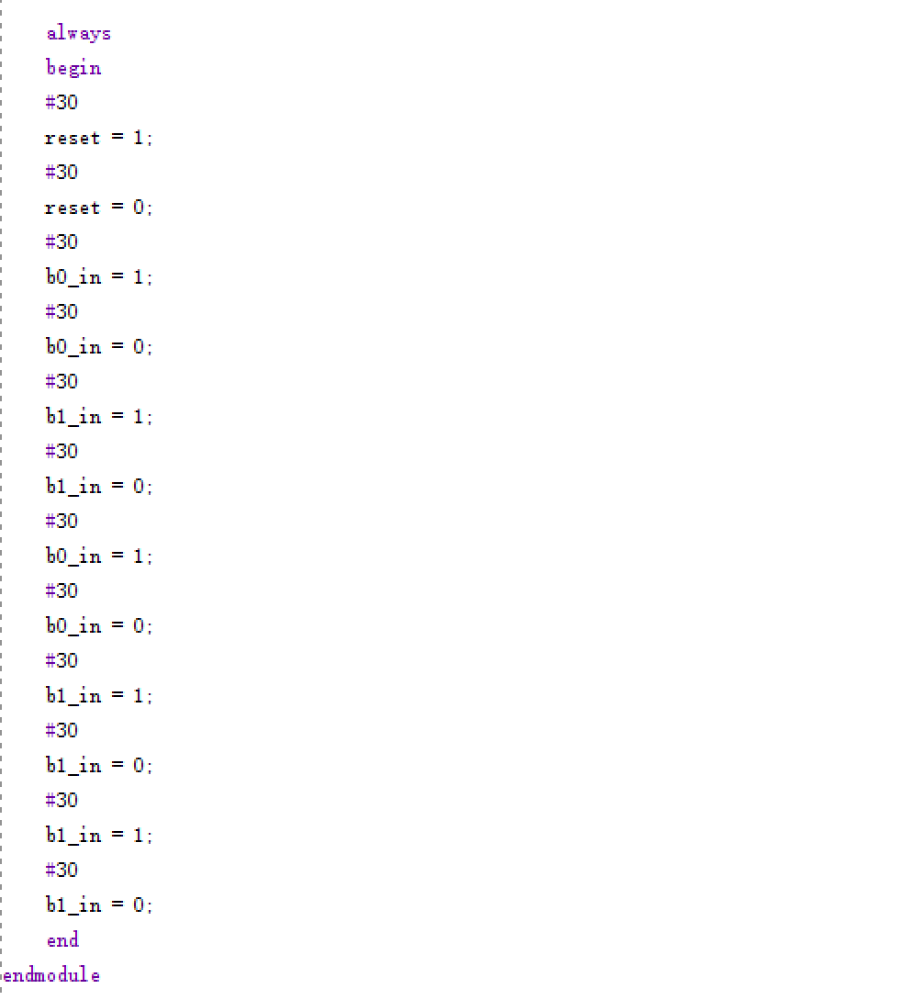 always
begin
#30
reset = 1;
#30
reset = 0;
#30
b0_in = 1;
#30
b0_in = 0;
#30
b1_in = 1;
#30
b1_in = 0;
#30
b0_in = 1;
#30
b0_in = 0;
#30
b1_in = 1;
#30
b1_in = 0;
#30
b1_in = 1;
#30
b1_in = 0;
end
endmodule